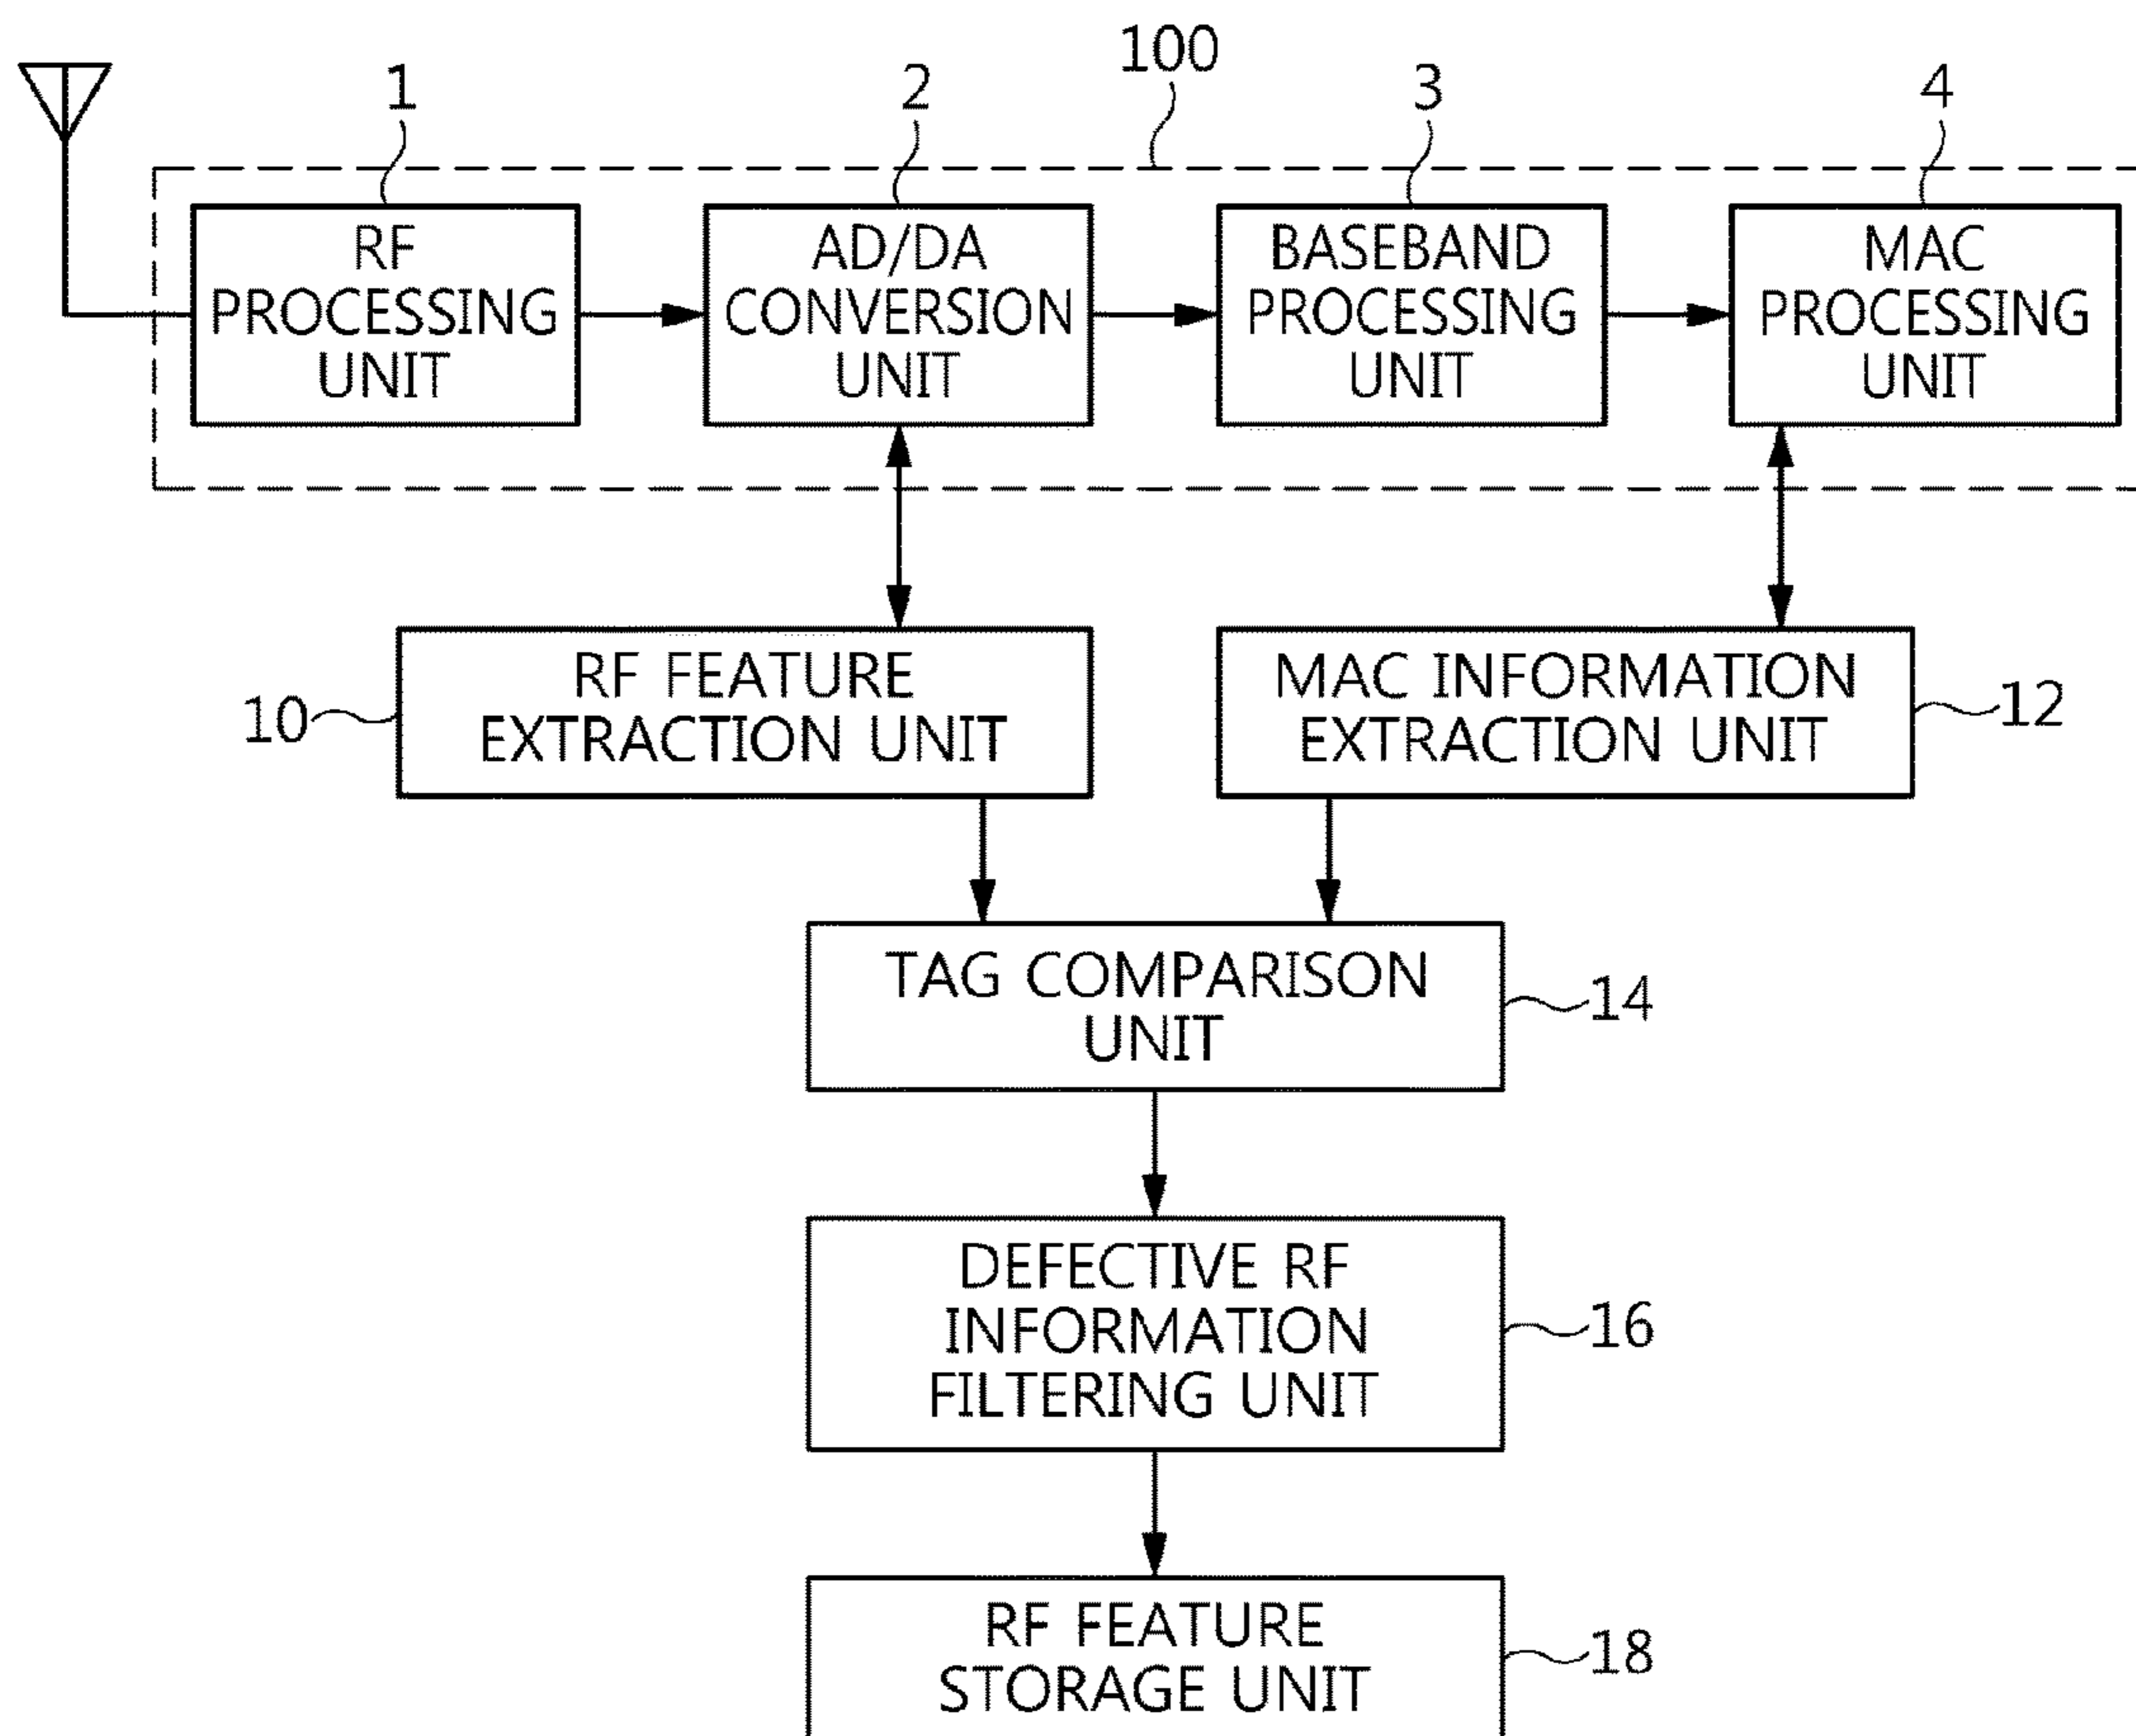 100
1
2
3
4
RF
PROCESSING
UNIT
AD/DA
CONVERSION
UNIT
BASEBAND
PROCESSING
UNIT
MAC
PROCESSING
UNIT
10
RF FEATURE
EXTRACTION UNIT
MAC INFORMATION
EXTRACTION UNIT
12
TAG COMPARISON
UNIT
14
DEFECTIVE RF
INFORMATION
FILTERING UNIT
16
RF FEATURE
STORAGE UNIT
18